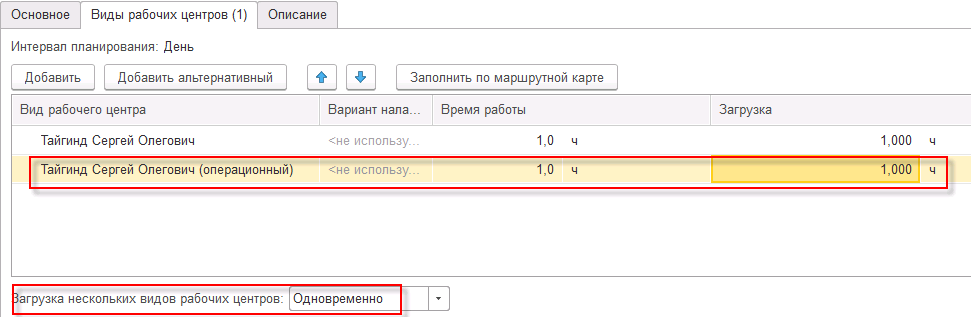 Основное Виды рабочих центров (1) Описание
Интервал планирования: День
Добавить Добавить альтернативный Заполнить по маршрутной карте
Вид рабочего центра Вариант нала... Время работы Загрузка
Тайгинд Сергей Олегович <не использу... 1,0 ч 1,000 ч
Тайгинд Сергей Олегович (операционный) <не использу... 1,0 ч 1,000 ч
Загрузка нескольких видов рабочих центров: Одновременно